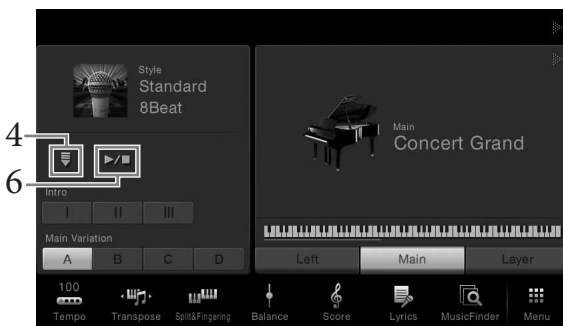 Style
Standard
8Beat
4
6
Intro
I II III
Main Variation
A B C D
Main
Concert Grand
Left Main Layer
100
Tempo Transpose Split&Fingering Balance Score Lyrics MusicFinder Menu